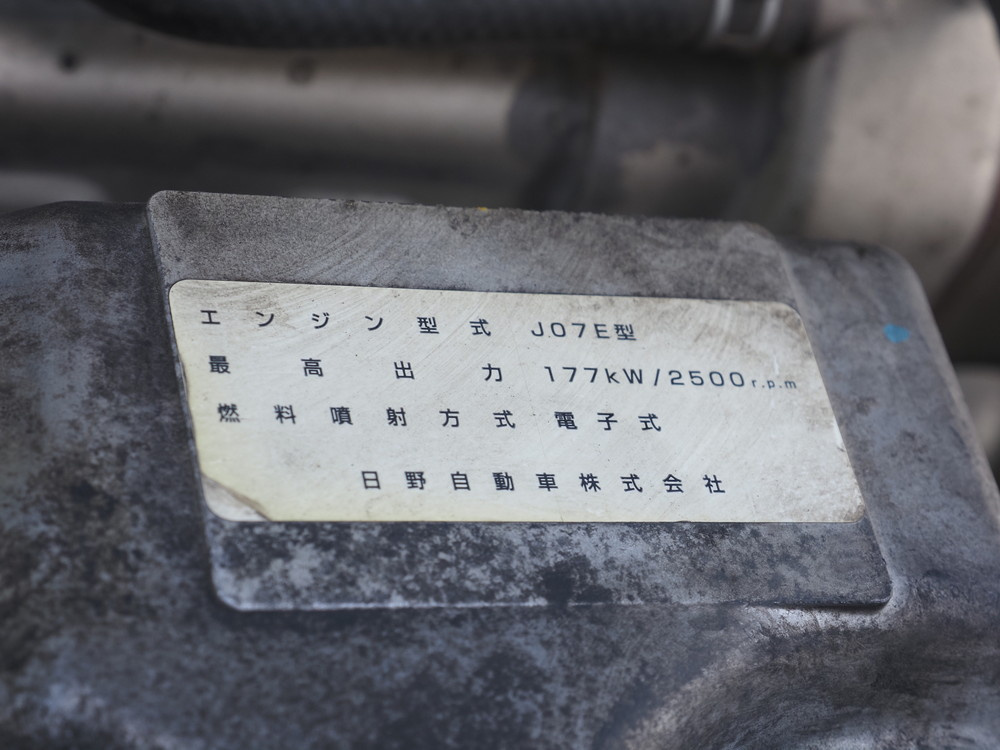 エンジン型式 J07E型
最高出力 177kW/2500r.p.m
燃料噴射方式 電子式
日野自動車株式会社